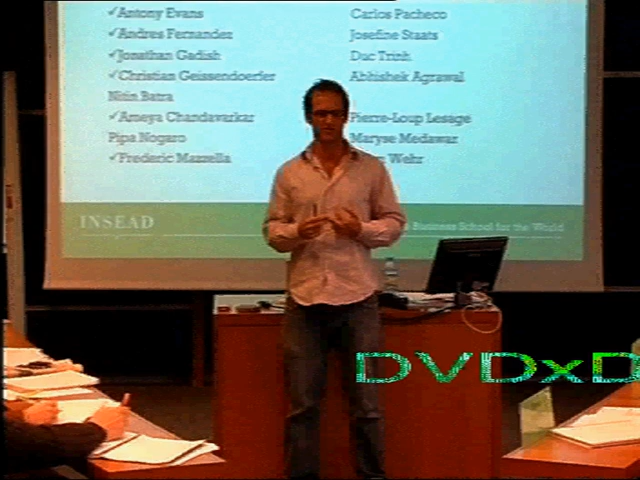 ✓Antony Evans
✓Andres Fernandez
✓Jonathan Gadish
✓Christian Geissendoerfer
Nitin Batra
✓Ameya Chandavarkar
Pipa Nogaro
✓Frederic Mazzella
Carlos Pacheco
Josefine Staats
Duc Trinh
Abhishek Agrawal
Pierre-Loup Lesage
Maryse Medawar
Wehr
INSEAD
Business School for the World
DVDxD